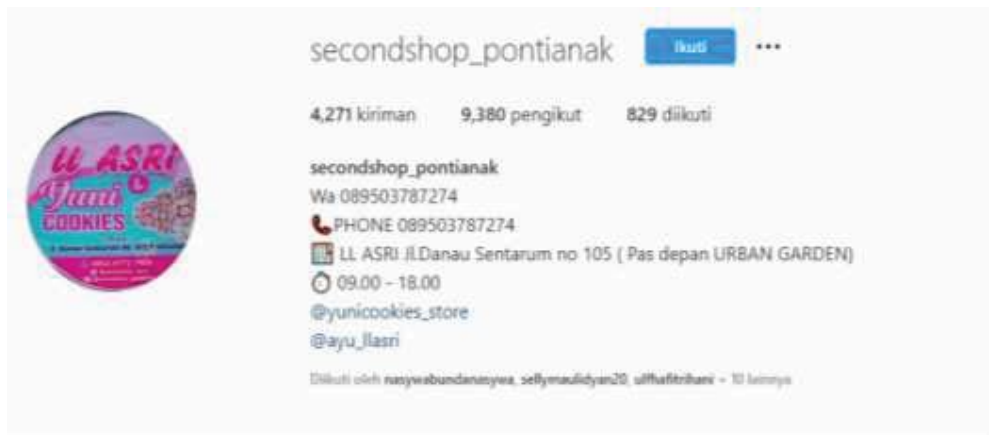 secondshop_pontianak Ikuti
4,271 kiriman 9,380 pengikut 829 diikuti
LL ASRI
Yuni
COOKIES
secondshop_pontianak
Wa 089503787274
PHONE 089503787274
LL ASRI Jl.Danau Sentarum no 105 ( Pas depan URBAN GARDEN)
09.00 - 18.00
@yunicookies_store
@ayu_llasri
Diikuti oleh nasywabundanasywa, sellymaulidyan20, ulfhafitrihani + 10 lainnya